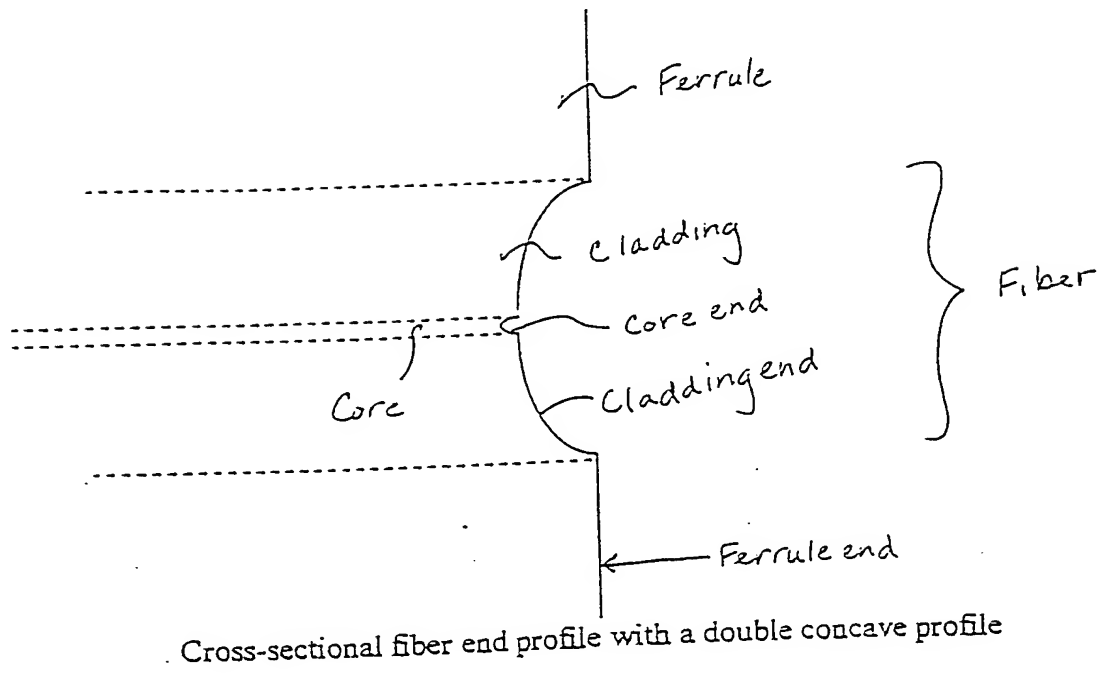 Ferrule
Cladding
Fiber
Core end
Core
Cladding end
Ferrule end
Cross-sectional fiber end profile with a double concave profile